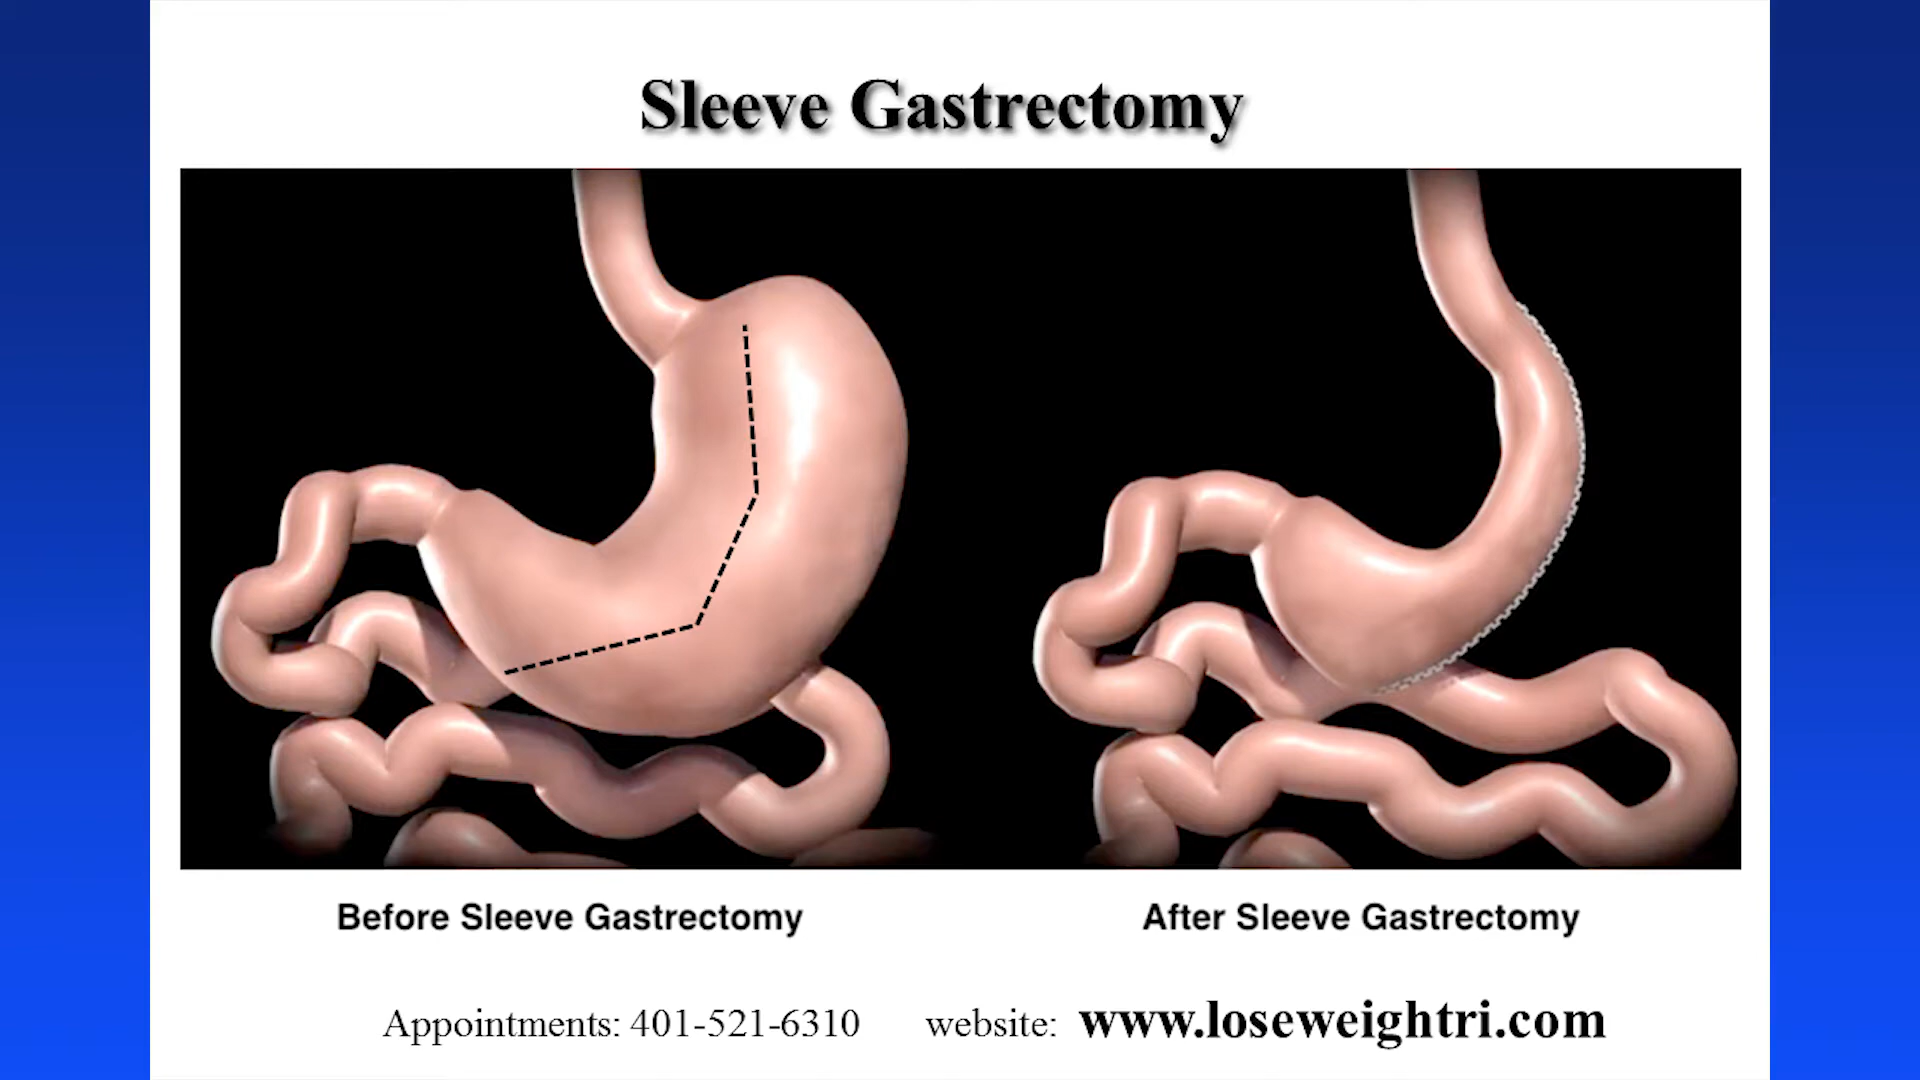 Sleeve Gastrectomy
Before Sleeve Gastrectomy
After Sleeve Gastrectomy
Appointments: 401-521-6310 website: www.loseweightri.com